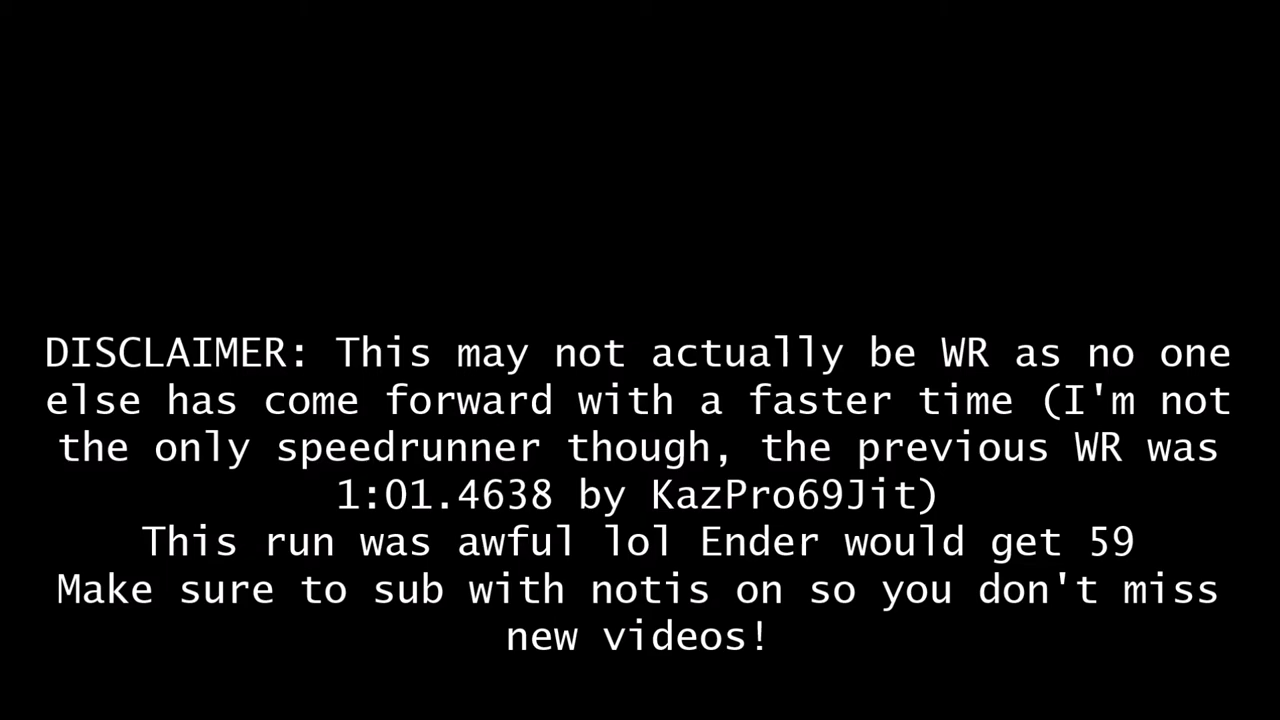 DISCLAIMER: This may not actually be WR as no one
else has come forward with a faster time (I'm not
the only speedrunner though, the previous WR was
1:01.4638 by KazPro69Jit)
This run was awful lol Ender would get 59
Make sure to sub with notis on so you don't miss
new videos!